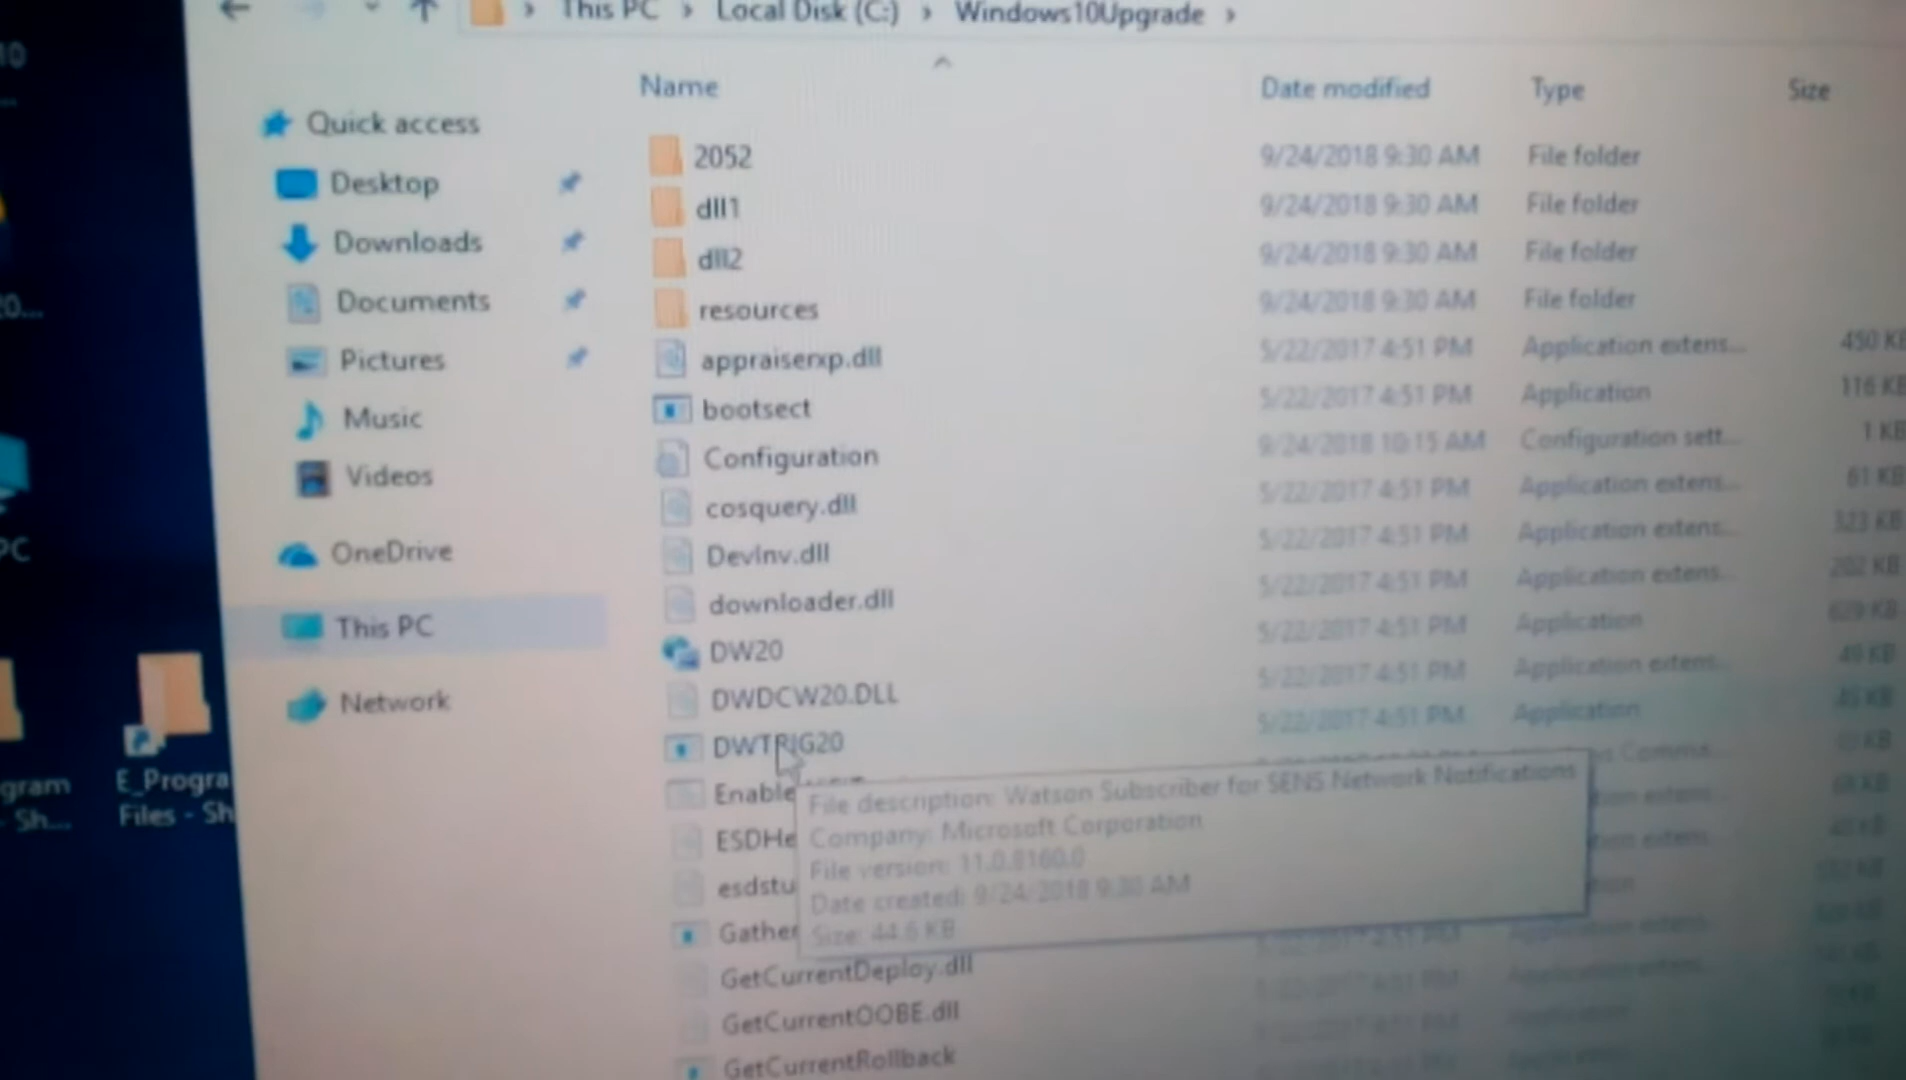 This PC > Local Disk (C:) > Windows10Upgrade >
Name Date modified Type Size
Quick access
Desktop
Downloads
Documents
Pictures
Music
Videos
OneDrive
This PC
Network
2052 9/24/2018 9:30 AM File folder
dll1 9/24/2018 9:30 AM File folder
dll2 9/24/2018 9:30 AM File folder
resources 9/24/2018 9:30 AM File folder
appraiserxp.dll 5/22/2017 4:51 PM Application extens... 450 KB
bootsect 5/22/2017 4:51 PM Application 116 KB
Configuration 9/24/2018 10:15 AM Configuration sett... 1 KB
cosquery.dll 5/22/2017 4:51 PM Application extens... 61 KB
DevInv.dll 5/22/2017 4:51 PM Application extens... 323 KB
downloader.dll 5/22/2017 4:51 PM Application extens... 202 KB
DW20 5/22/2017 4:51 PM Application
DWDCW20.DLL 5/22/2017 4:51 PM Application extens...
DWTRIG20 5/22/2017 4:51 PM Application 45 KB
Enable
ESDHe
esdstu
Gather
GetCurrentDeploy.dll
GetCurrentOOBE.dll
GetCurrentRollback
File description: Watson Subscriber for SENS Network Notifications
Company: Microsoft Corporation
File version: 11.0.8160.0
Date created: 9/24/2018 9:30 AM
Size: 44.6 KB
10
0...
PC
gram
- Sh...
E_Progra
Files - Sh